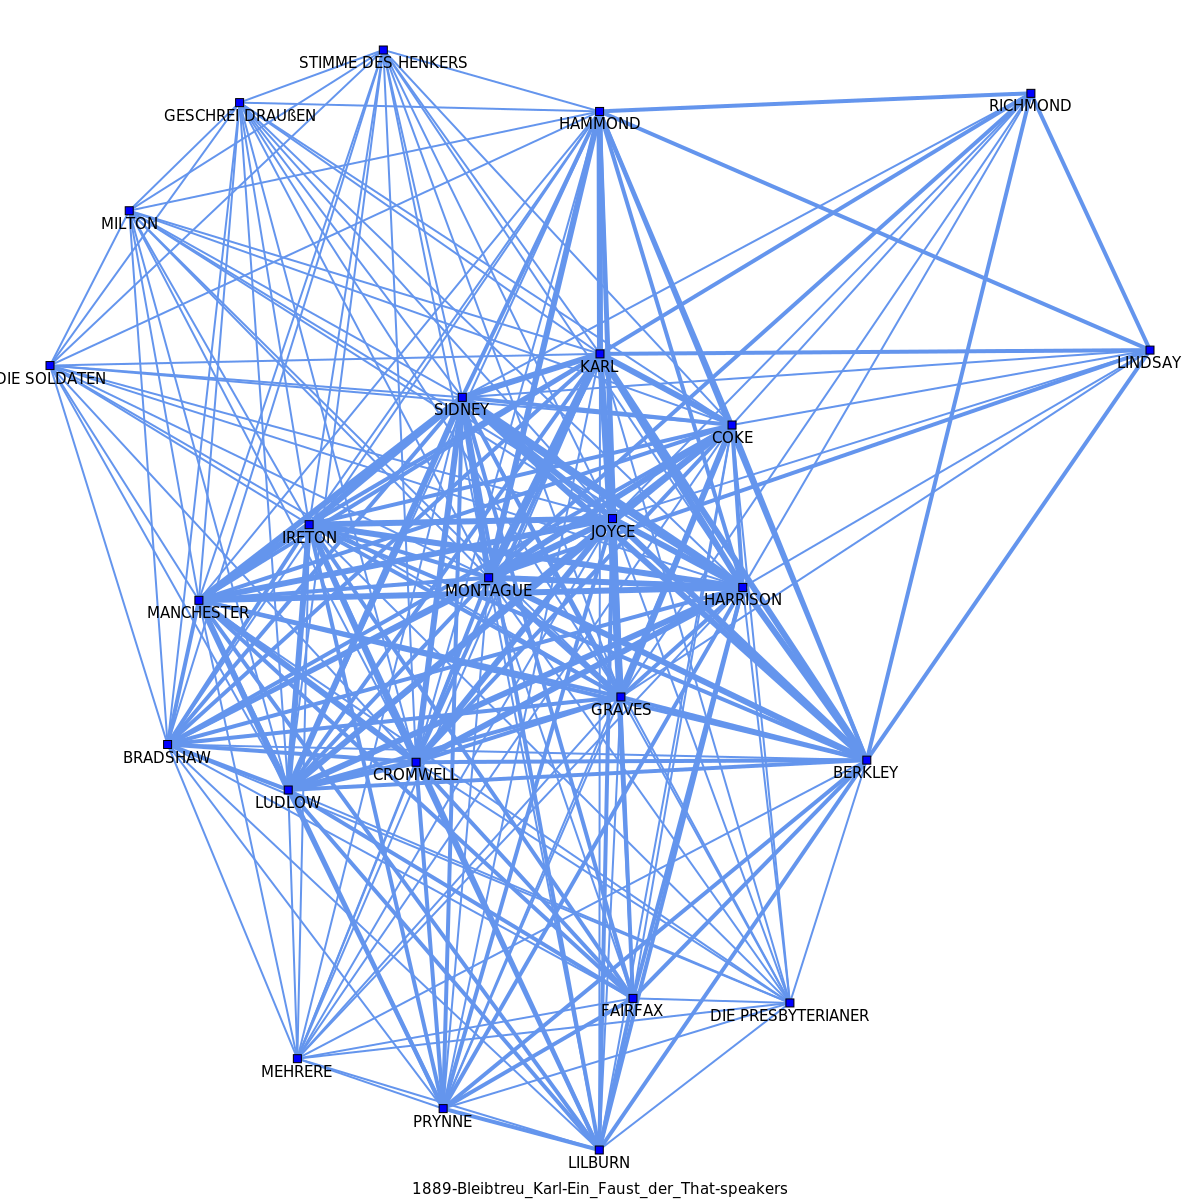 STIMME DES HENKERS
RICHMOND
GESCHREI DRAUßEN
HAMMOND
MILTON
LINDSAY
KARL
DIE SOLDATEN
SIDNEY
COKE
JOYCE
IRETON
MONTAGUE
HARRISON
MANCHESTER
GRAVES
BRADSHAW
BERKLEY
CROMWELL
LUDLOW
FAIRFAX
DIE PRESBYTERIANER
MEHRERE
PRYNNE
LILBURN
1889-Bleibtreu_Karl-Ein_Faust_der_That-speakers